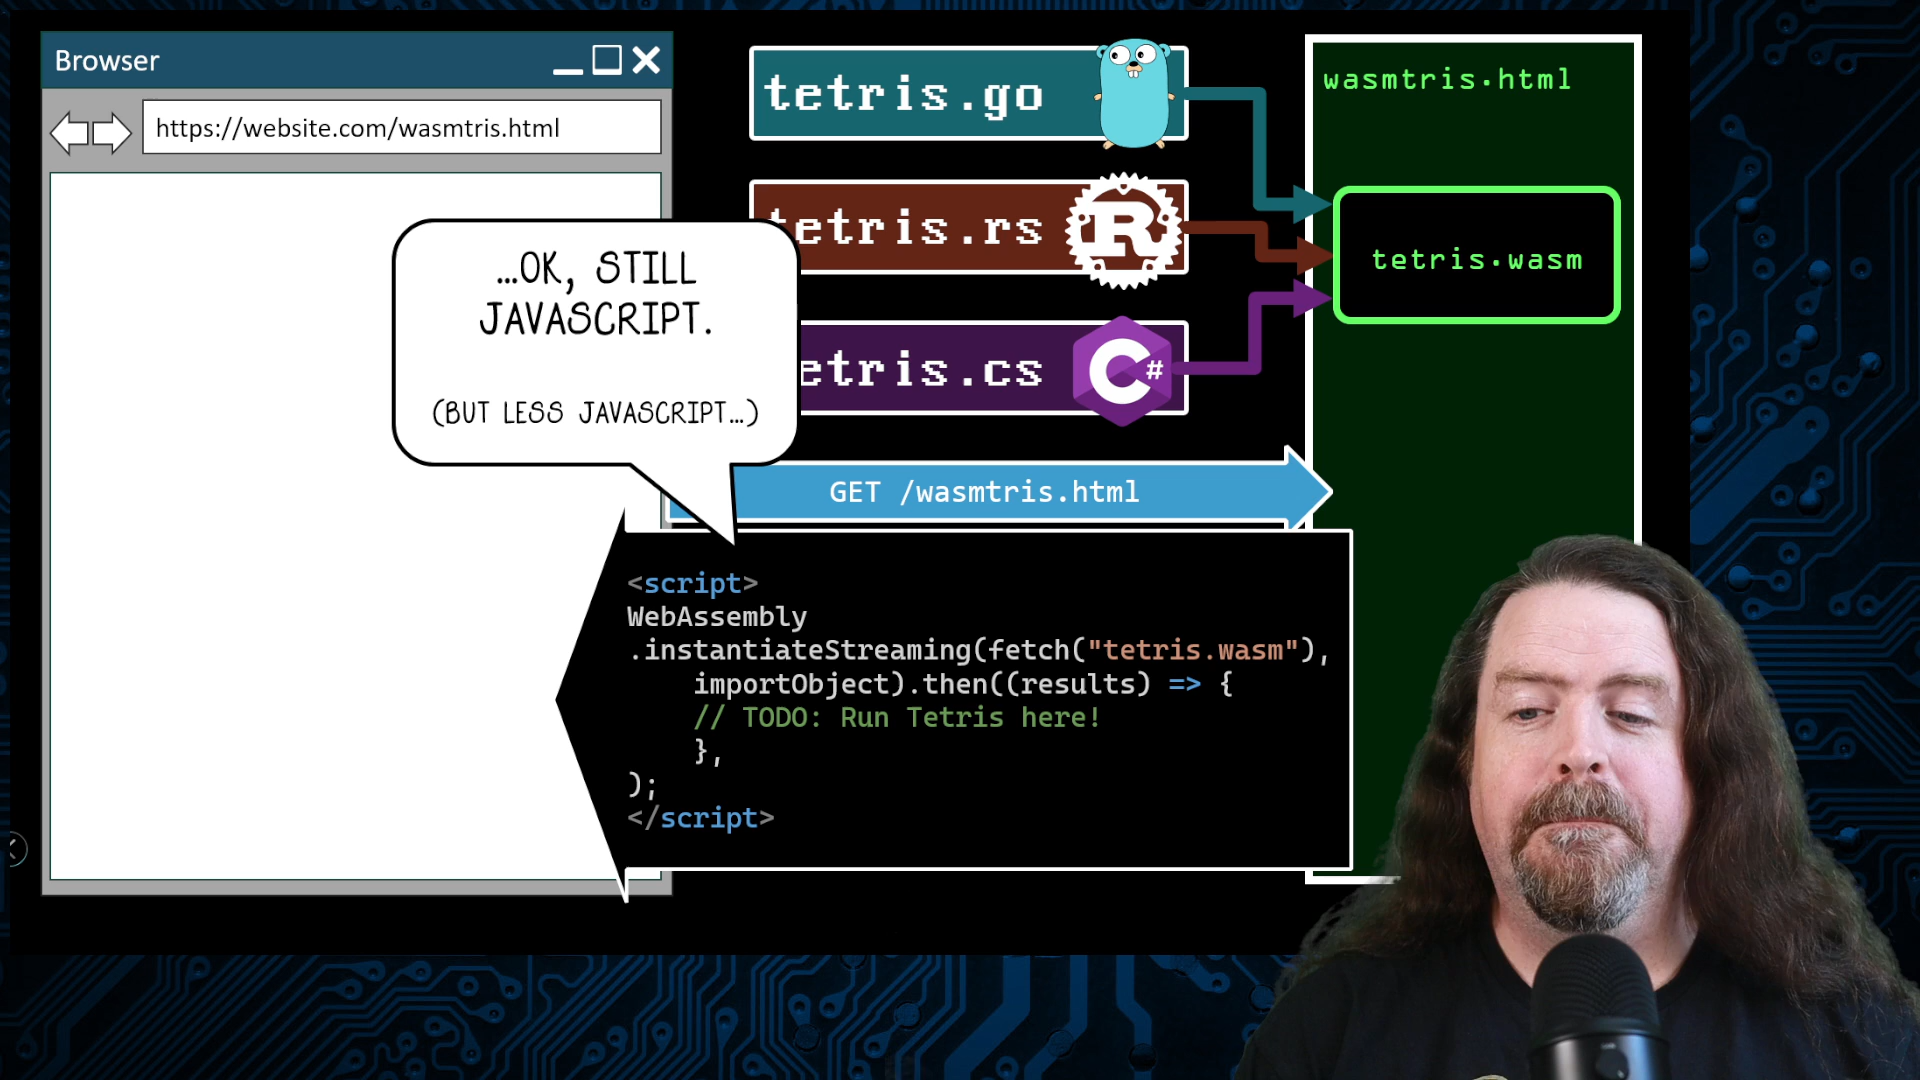 Browser
https://website.com/wasmtris.html
tetris.go
etris.rs
R
etris.cs
C#
wasmtris.html
tetris.wasm
...OK, STILL
JAVASCRIPT.
(BUT LESS JAVASCRIPT...)
GET /wasmtris.html
<script>
WebAssembly
.instantiateStreaming(fetch("tetris.wasm"),
importObject).then((results) => {
// TODO: Run Tetris here!
},
);
</script>